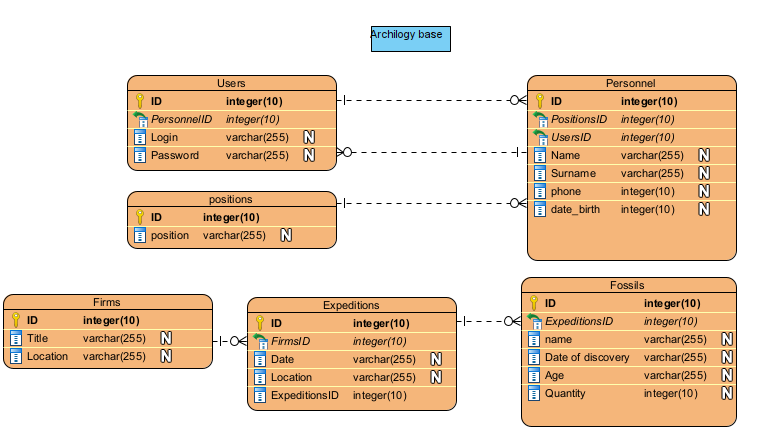 Archilogy base
Users
ID integer(10)
PersonnelID integer(10)
Login varchar(255) N
Password varchar(255) N
Personnel
ID integer(10)
PositionsID integer(10)
UsersID integer(10)
Name varchar(255) N
Surname varchar(255) N
phone integer(10) N
date_birth integer(10) N
positions
ID integer(10)
position varchar(255) N
Firms
ID integer(10)
Title varchar(255) N
Location varchar(255) N
Expeditions
ID integer(10)
FirmsID integer(10)
Date varchar(255) N
Location varchar(255) N
ExpeditionsID integer(10)
Fossils
ID integer(10)
ExpeditionsID integer(10)
name varchar(255) N
Date of discovery varchar(255) N
Age varchar(255) N
Quantity integer(10) N